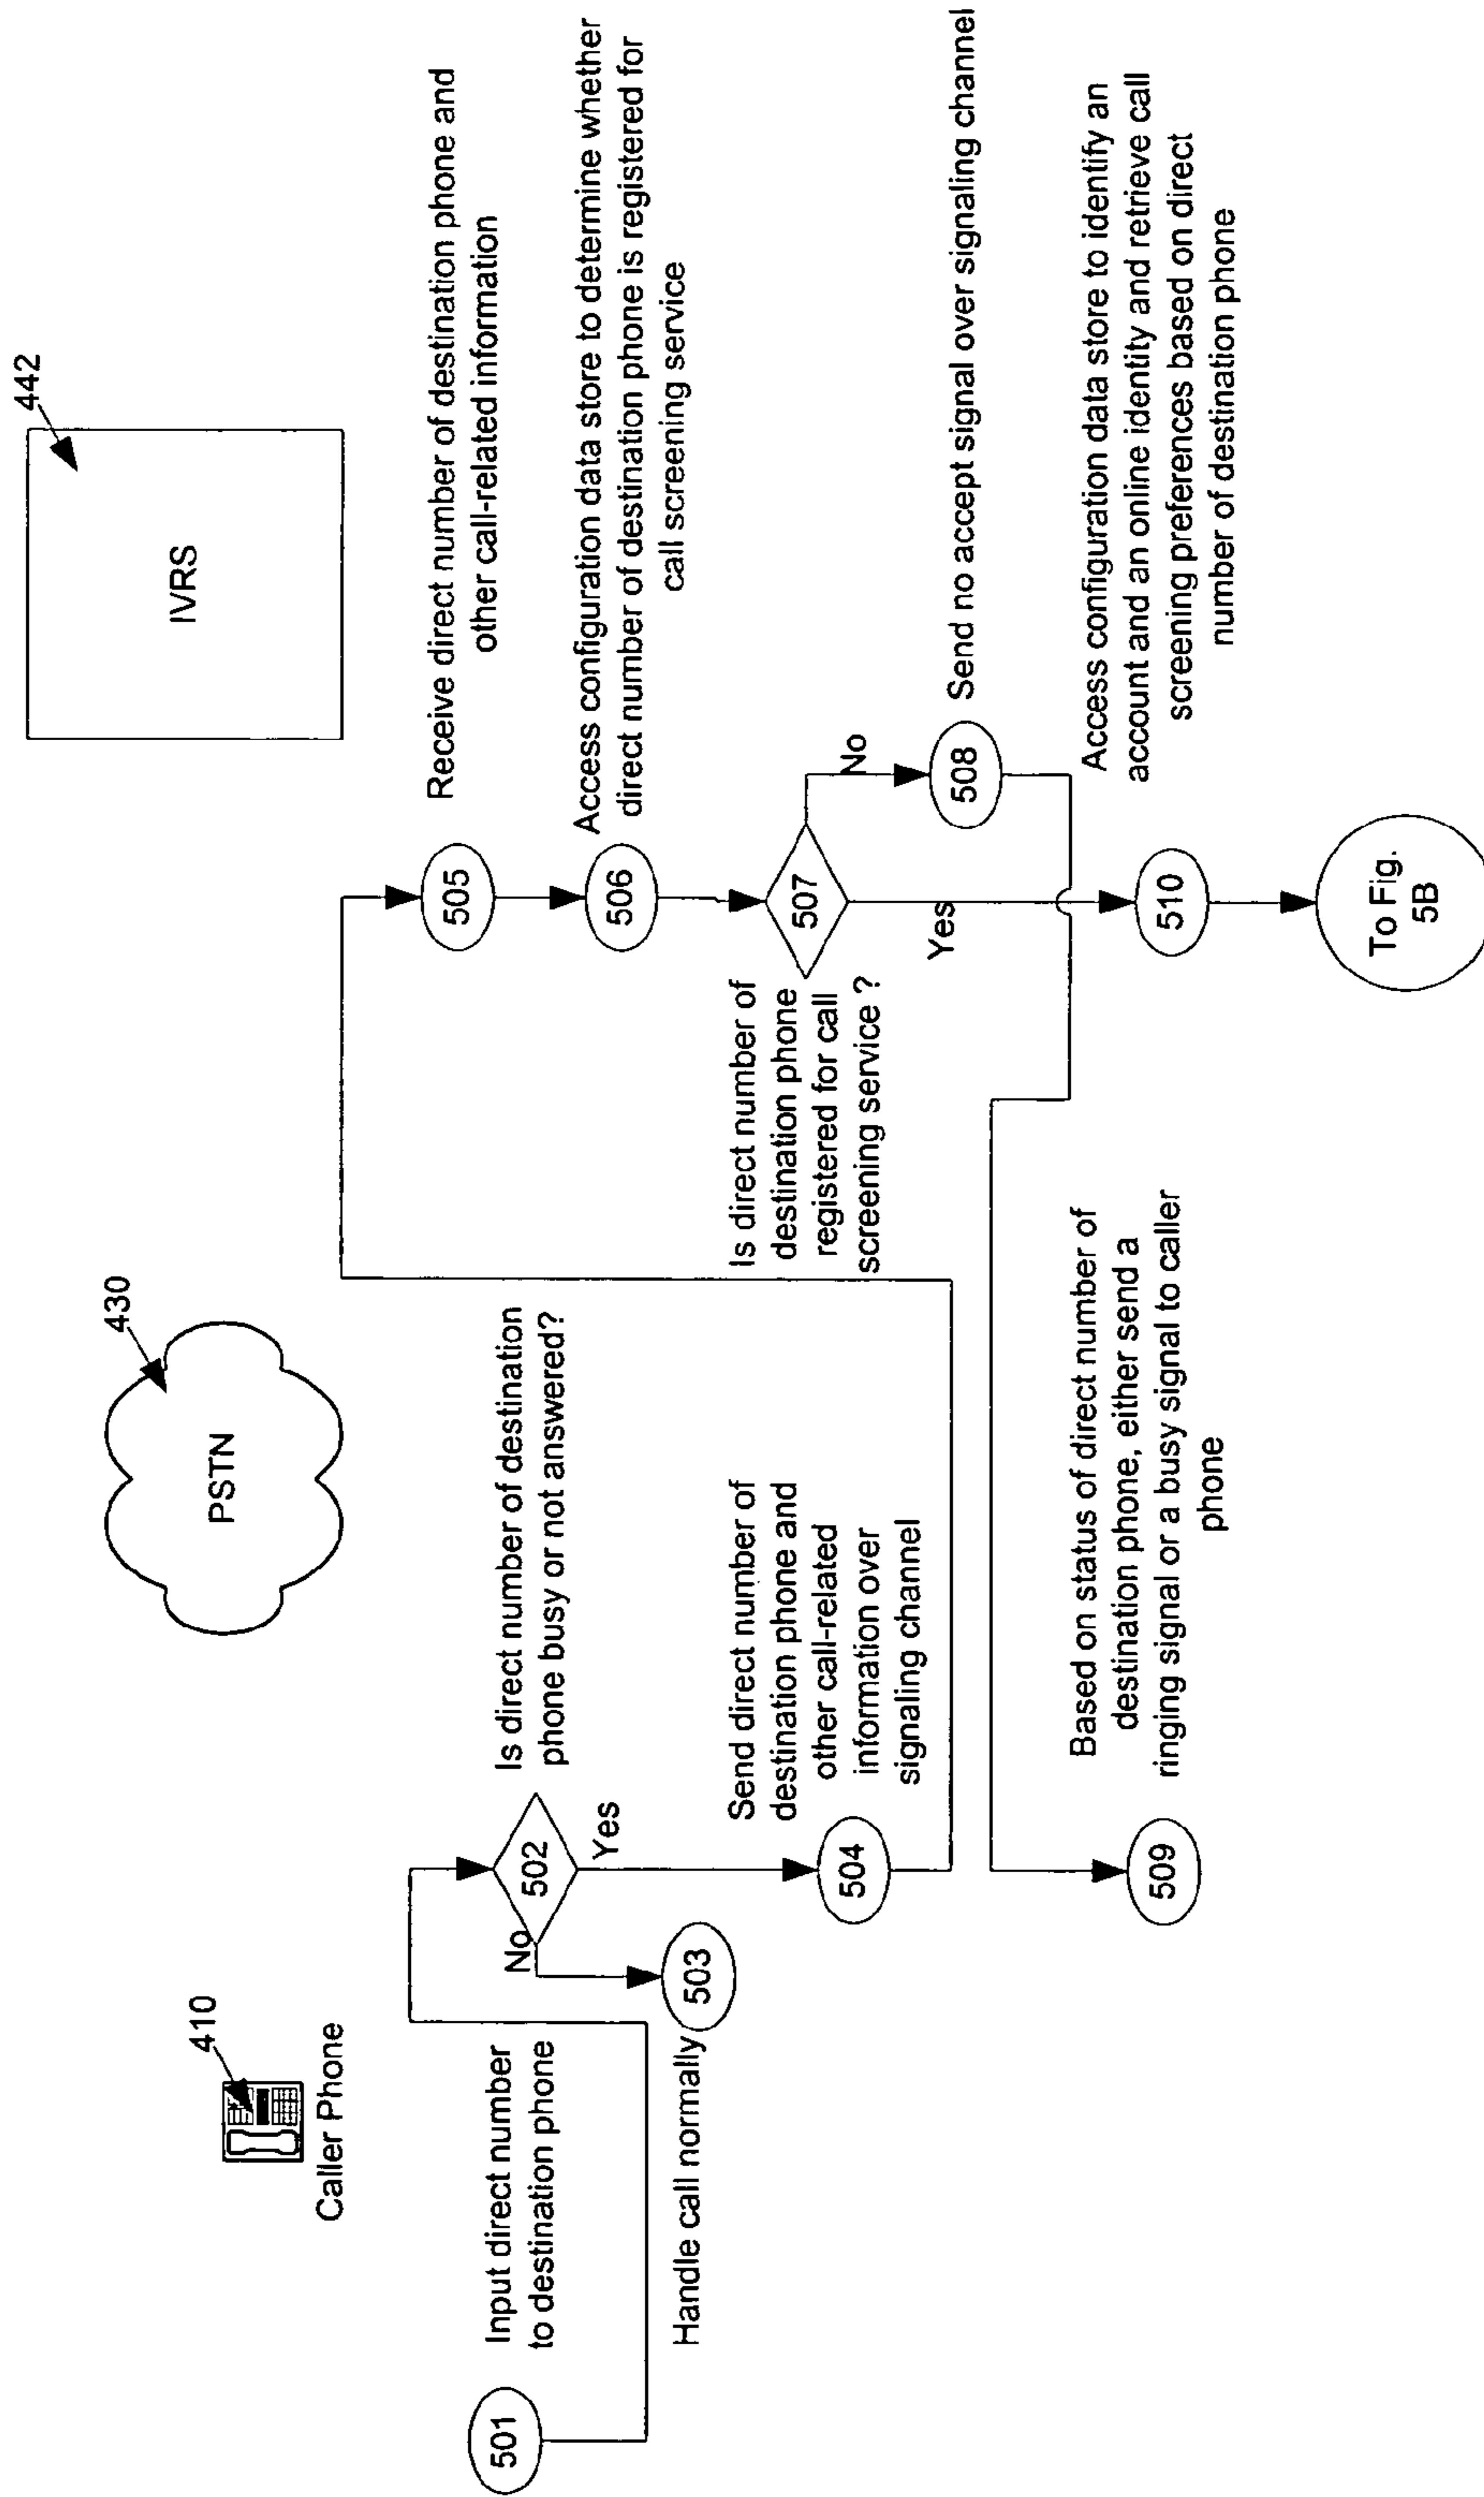 410
Caller Phone
430
PSTN
442
IVRS
501
Input direct number
to destination phone
502
Is direct number of destination
phone busy or not answered?
No
Yes
503
Handle call normally
504
Send direct number of
destination phone and
other call-related
information over
signaling channel
505
Receive direct number of destination phone and
other call-related information
506
Access configuration data store to determine whether
direct number of destination phone is registered for
call screening service
507
Is direct number of
destination phone
registered for call
screening service ?
No
Yes
508
Send no accept signal over signaling channel
509
Based on status of direct number of
destination phone, either send a
ringing signal or a busy signal to caller
phone
510
Access configuration data store to identify an
account and an online identity and retrieve call
screening preferences based on direct
number of destination phone
To Fig.
5B